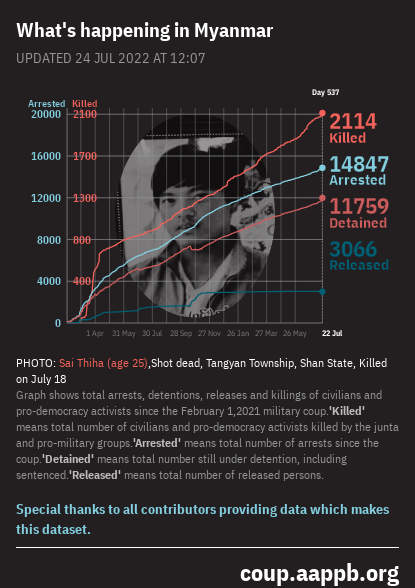 What's happening in Myanmar
UPDATED 24 JUL 2022 AT 12:07
Day 537
Arrested Killed
20000 2100
16000 1700
12000 1300
8000 800
4000 400
0
2114
Killed
14847
Arrested
11759
Detained
3066
Released
1 Apr 31 May 30 Jul 28 Sep 27 Nov 26 Jan 27 Mar 26 May 22 Jul
PHOTO: Sai Thiha (age 25),Shot dead, Tangyan Township, Shan State, Killed
on July 18
Graph shows total arrests, detentions, releases and killings of civilians and
pro-democracy activists since the February 1,2021 military coup.'Killed'
means total number of civilians and pro-democracy activists killed by the junta
and pro-military groups.'Arrested' means total number of arrests since the
coup.'Detained' means total number still under detention, including
sentenced.'Released' means total number of released persons.
Special thanks to all contributors providing data which makes
this dataset.
coup.aappb.org